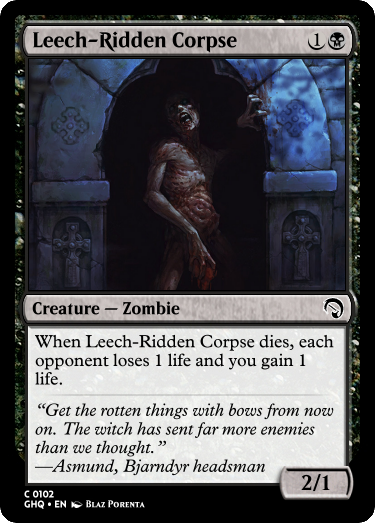 Leech-Ridden Corpse 1
Creature — Zombie
When Leech-Ridden Corpse dies, each
opponent loses 1 life and you gain 1
life.
“Get the rotten things with bows from now
on. The witch has sent far more enemies
than we thought.”
—Asmund, Bjarndyr headsman
2/1
C 0102
GHQ • EN Blaz Porenta